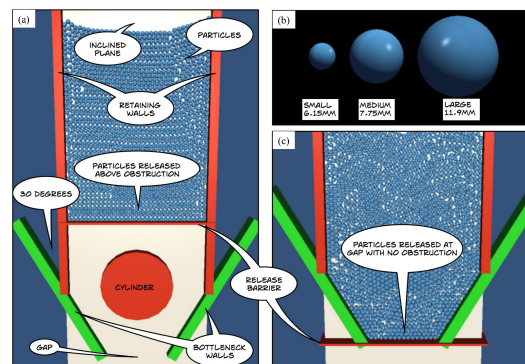 (a)
INCLINED
PLANE
PARTICLES
RETAINING
WALLS
PARTICLES RELEASED
ABOVE OBSTRUCTION
30 DEGREES
CYLINDER
RELEASE
BARRIER
GAP
BOTTLENECK
WALLS
(b)
SMALL
6.15MM
MEDIUM
7.75MM
LARGE
11.9MM
(c)
PARTICLES RELEASED AT
GAP WITH NO OBSTRUCTION